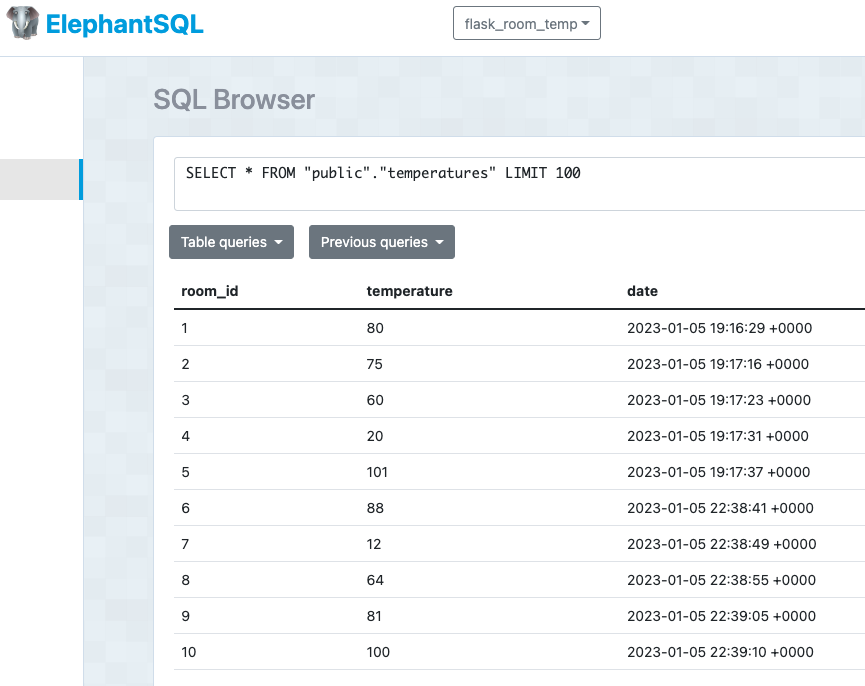 ElephantSQL
flask_room_temp
SQL Browser
SELECT * FROM "public"."temperatures" LIMIT 100
Table queries Previous queries
room_id temperature date
1 80 2023-01-05 19:16:29 +0000
2 75 2023-01-05 19:17:16 +0000
3 60 2023-01-05 19:17:23 +0000
4 20 2023-01-05 19:17:31 +0000
5 101 2023-01-05 19:17:37 +0000
6 88 2023-01-05 22:38:41 +0000
7 12 2023-01-05 22:38:49 +0000
8 64 2023-01-05 22:38:55 +0000
9 81 2023-01-05 22:39:05 +0000
10 100 2023-01-05 22:39:10 +0000